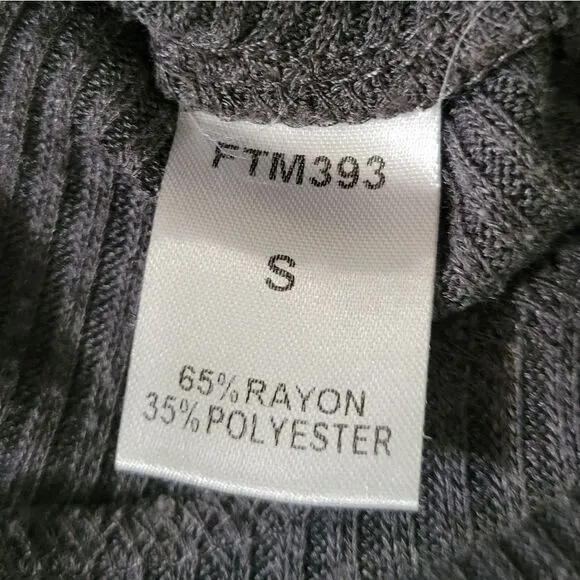 FTM393
S
65% RAYON
35% POLYESTER